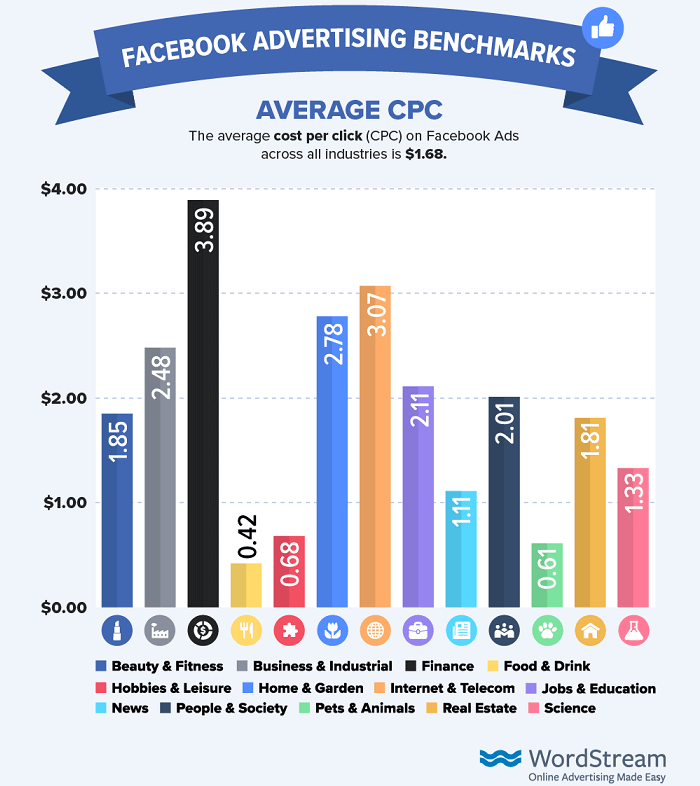 FACEBOOK ADVERTISING BENCHMARKS
AVERAGE CPC
The average cost per click (CPC) on Facebook Ads
across all industries is $1.68.
$4.00
$3.00
$2.00
$1.00
$0.00
1.85
2.48
3.89
0.42
0.68
2.78
3.07
2.11
1.11
2.01
0.61
1.81
1.33
Beauty & Fitness Business & Industrial Finance Food & Drink
Hobbies & Leisure Home & Garden Internet & Telecom Jobs & Education
News People & Society Pets & Animals Real Estate Science
WordStream
Online Advertising Made Easy